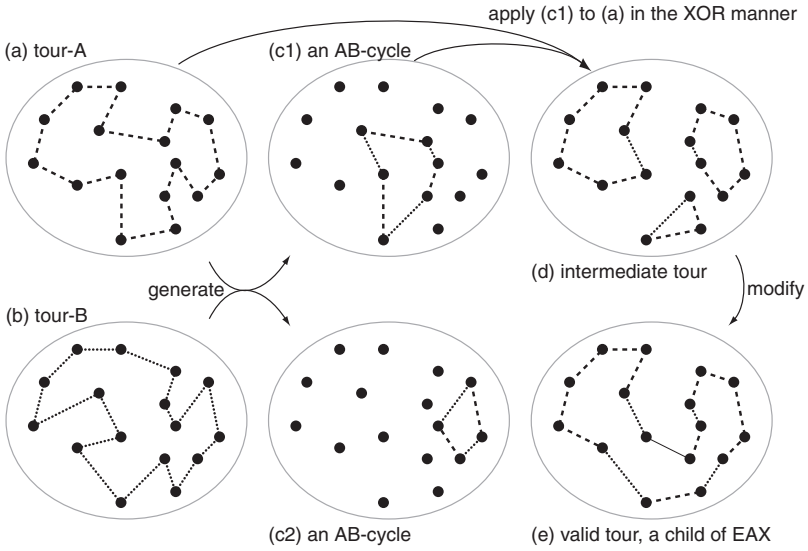 apply (c1) to (a) in the XOR manner
(a) tour-A
(c1) an AB-cycle
(d) intermediate tour
generate
modify
(b) tour-B
(c2) an AB-cycle
(e) valid tour, a child of EAX